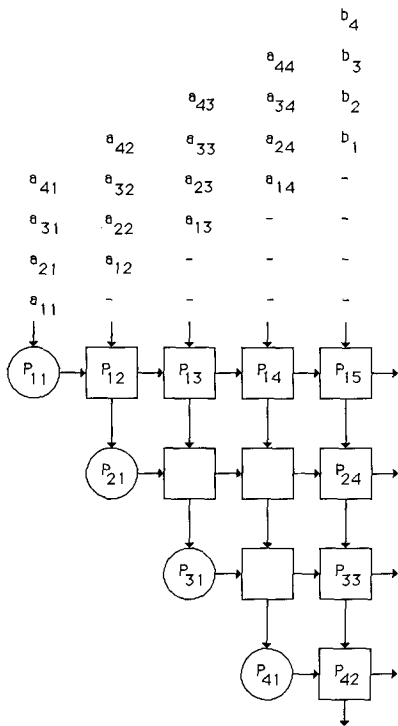 b₄
a₄₄ b₃
a₄₃ a₃₄ b₂
a₄₂ a₃₃ a₂₄ b₁
a₄₁ a₃₂ a₂₃ a₁₄ -
a₃₁ a₂₂ a₁₃ - -
a₂₁ a₁₂ - - -
a₁₁ - - - -
P₁₁ P₁₂ P₁₃ P₁₄ P₁₅
P₂₁ P₂₄
P₃₁ P₃₃
P₄₁ P₄₂